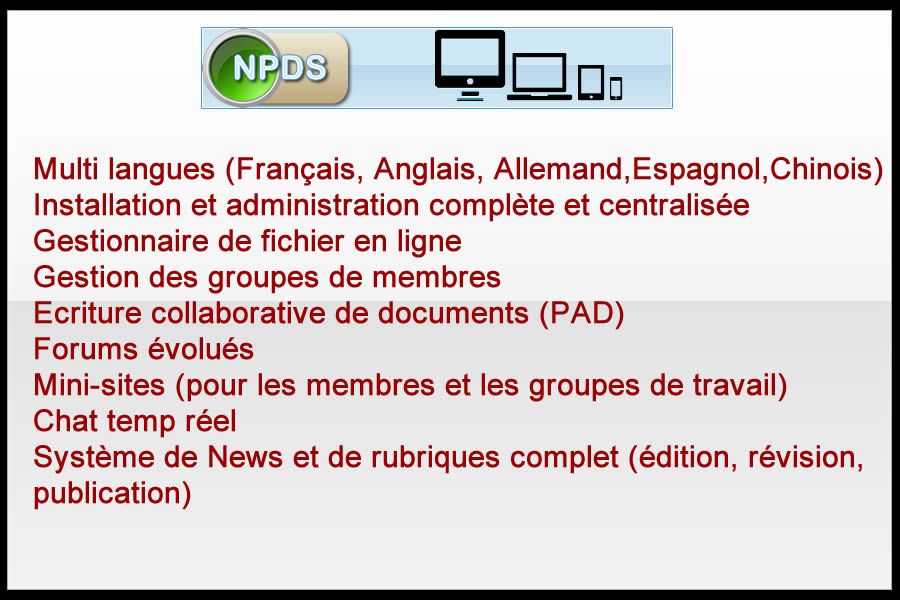 NPDS
Multi langues (Français, Anglais, Allemand,Espagnol,Chinois)
Installation et administration complète et centralisée
Gestionnaire de fichier en ligne
Gestion des groupes de membres
Ecriture collaborative de documents (PAD)
Forums évolués
Mini-sites (pour les membres et les groupes de travail)
Chat temp réel
Système de News et de rubriques complet (édition, révision,
publication)